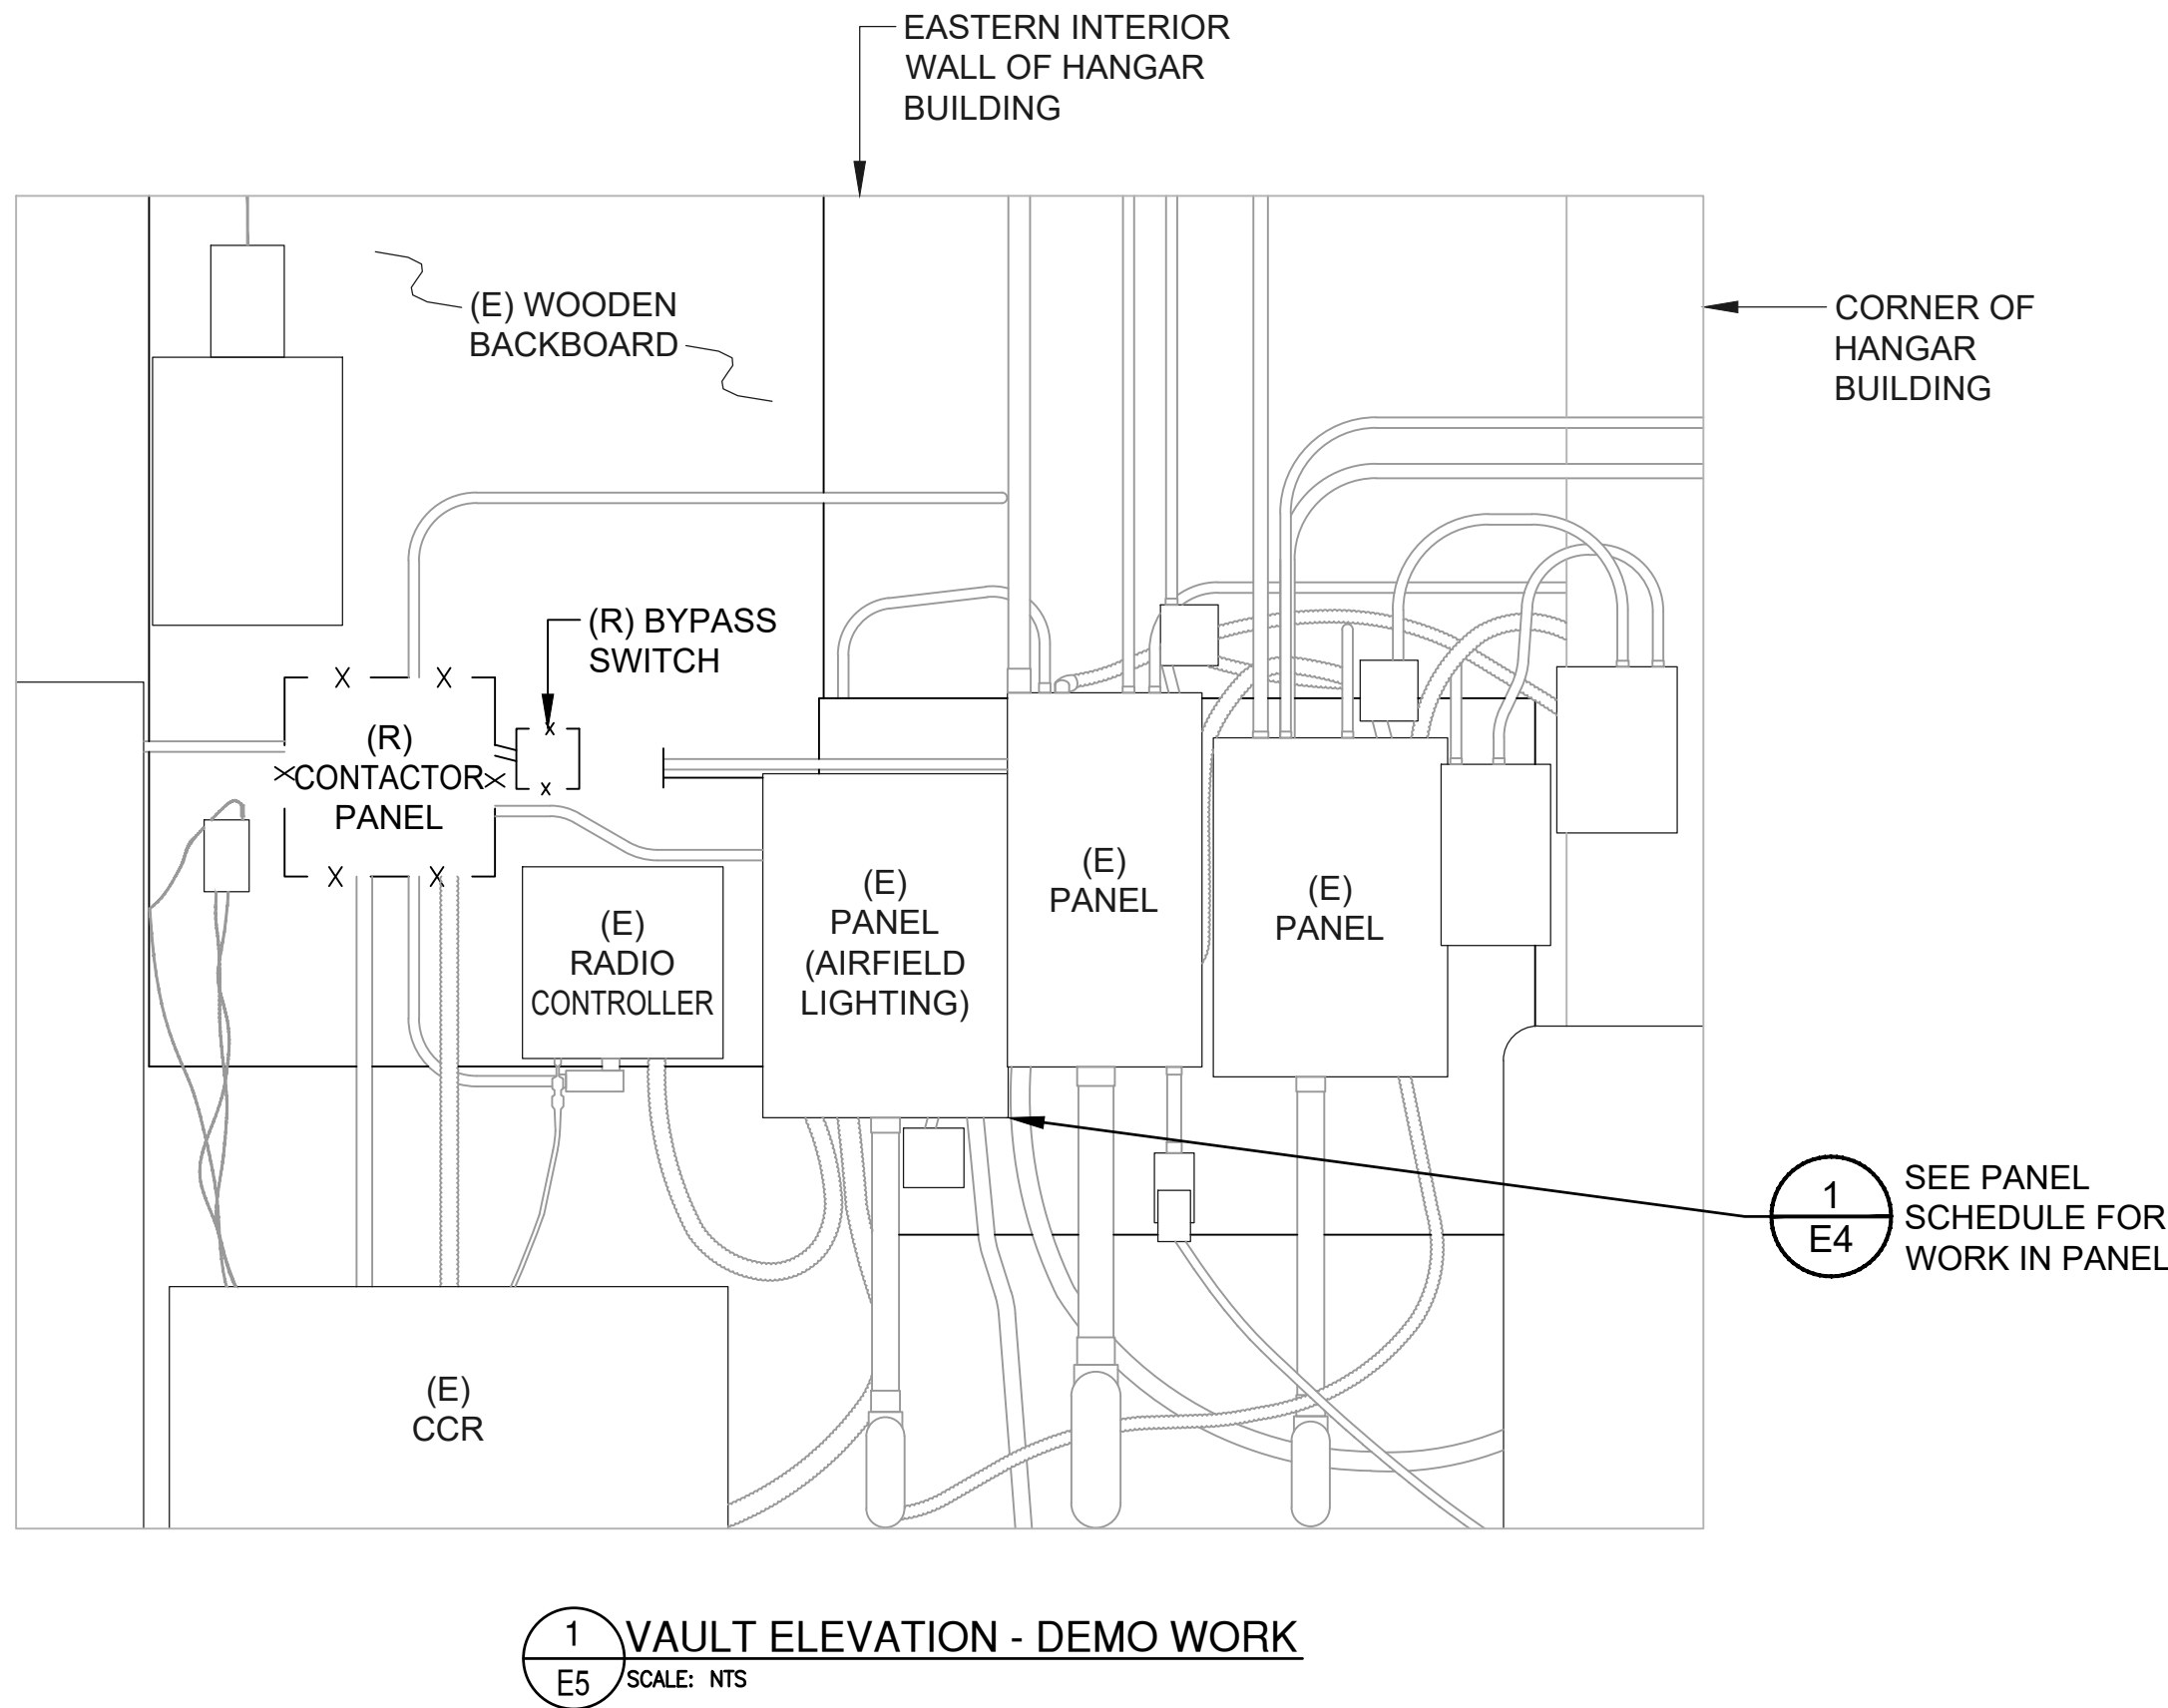 EASTERN INTERIOR
WALL OF HANGAR
BUILDING
(E) WOODEN
BACKBOARD
CORNER OF
HANGAR
BUILDING
(R) BYPASS
SWITCH
(R)
CONTACTOR
PANEL
(E)
RADIO
CONTROLLER
(E)
PANEL
(AIRFIELD
LIGHTING)
(E)
PANEL
(E)
PANEL
1
E4
SEE PANEL
SCHEDULE FOR
WORK IN PANEL
(E)
CCR
1
E5
VAULT ELEVATION - DEMO WORK
SCALE: NTS